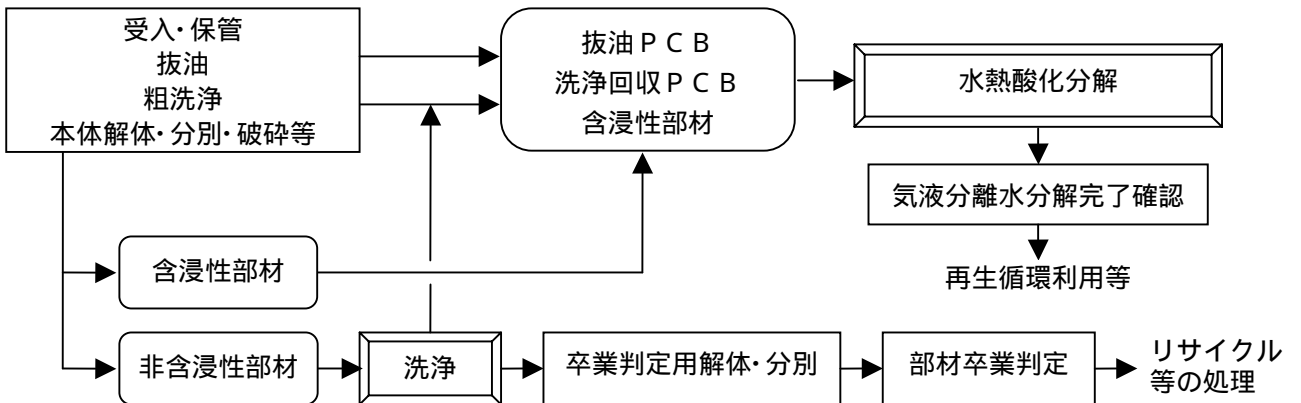 受入・保管
抜油
粗洗浄
本体解体・分別・破砕等
抜油ＰＣＢ
洗浄回収ＰＣＢ
含浸性部材
水熱酸化分解
気液分離水分解完了確認
再生循環利用等
含浸性部材
非含浸性部材
洗浄
卒業判定用解体・分別
部材卒業判定
リサイクル
等の処理